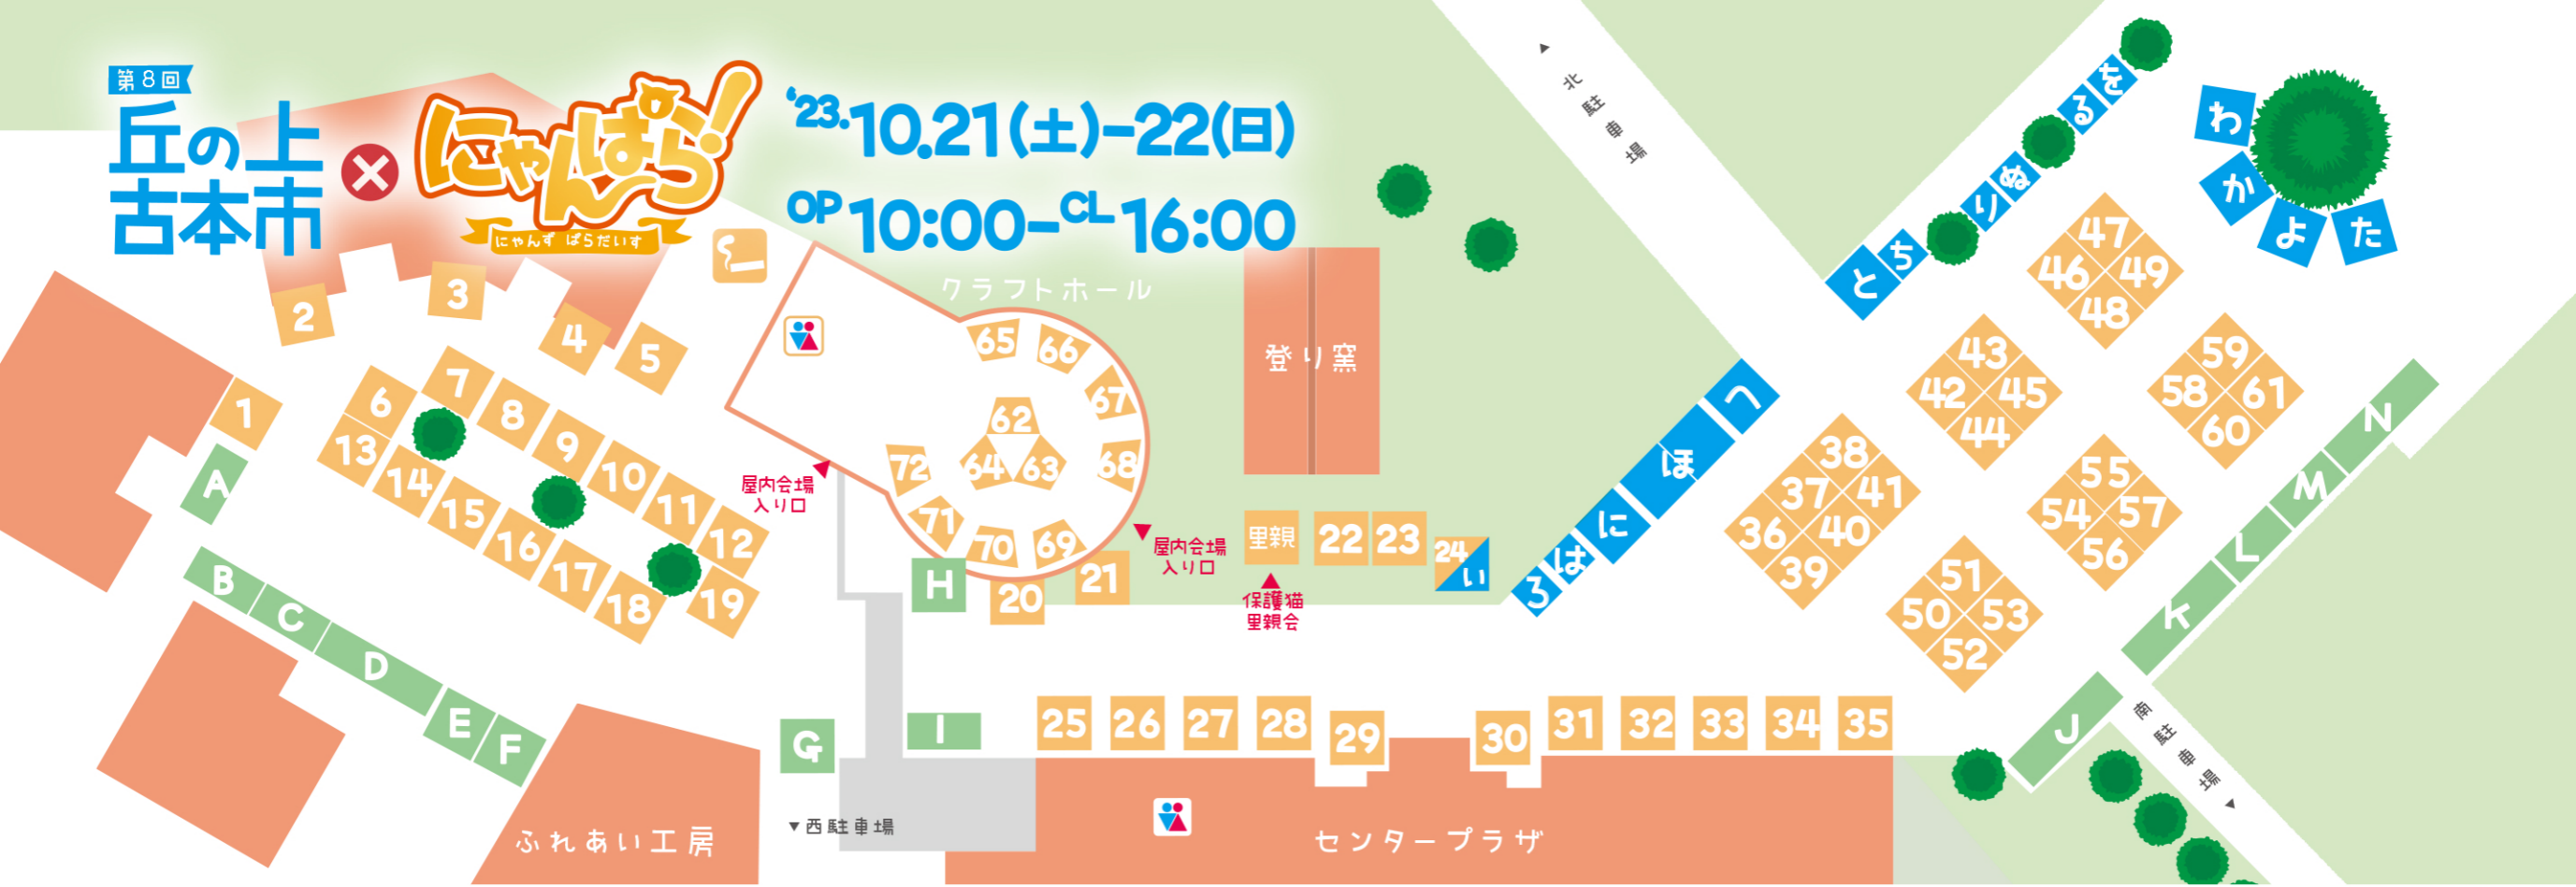 第8回
丘の上
古本市
×
にゃんぱら!
にゃんず ぱらだいす
'23.10.21(土)-22(日)
OP10:00-CL16:00
▲北駐車場
クラフトホール
登り窯
屋内会場
入り口
屋内会場
入り口
保護猫
里親会
里親
ふれあい工房
▼西駐車場
センタープラザ
南駐車場▼
1
2
3
4
5
6
7
8
9
10
11
12
13
14
15
16
17
18
19
20
21
22
23
24
い
25
26
27
28
29
30
31
32
33
34
35
36
37
38
39
40
41
42
43
44
45
46
47
48
49
50
51
52
53
54
55
56
57
58
59
60
61
62
63
64
65
66
67
68
69
70
71
72
A
B
C
D
E
F
G
H
I
J
K
L
M
N
ろ
は
に
ほ
へ
と
ち
り
ぬ
る
を
わ
か
よ
た